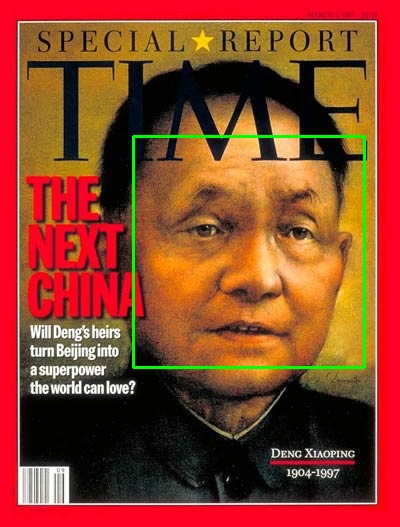 SPECIAL ★ REPORT
TIME
THE
NEXT
CHINA
Will Deng's heirs
turn Beijing into
a superpower
the world can love?
DENG XIAOPING
1904-1997
09